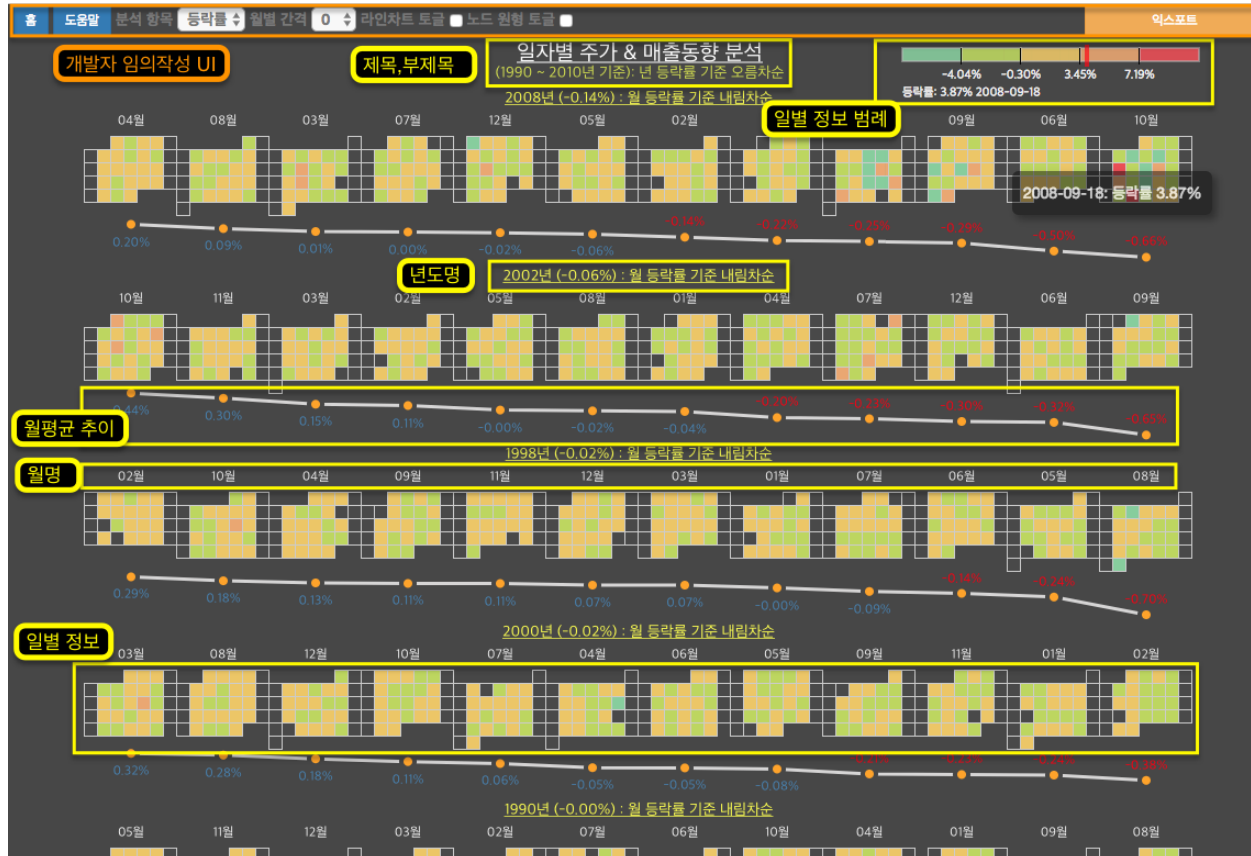 홈 도움말 분석 항목 등락률 월별 간격 0 라인차트 토글 노드 원형 토글 익스포트
개발자 임의작성 UI
제목,부제목
일자별 주가 & 매출동향 분석
(1990 ~ 2010년 기준): 년 등락률 기준 오름차순
-4.04% -0.30% 3.45% 7.19%
등락률: 3.87% 2008-09-18
2008년 (-0.14%) : 월 등락률 기준 내림차순
일별 정보 범례
04월 08월 03월 07월 12월 05월 02월 09월 06월 10월
2008-09-18: 등락률 3.87%
-0.14% -0.22% -0.25% -0.29% -0.50% -0.66%
0.20% 0.09% 0.01% 0.00% -0.02% -0.06%
년도명
2002년 (-0.06%) : 월 등락률 기준 내림차순
10월 11월 03월 02월 05월 08월 01월 04월 07월 12월 06월 09월
-0.20% -0.21% -0.30% -0.32% -0.65%
0.44% 0.30% 0.15% 0.11% -0.00% -0.02% -0.04%
월평균 추이
1998년 (-0.02%) : 월 등락률 기준 내림차순
월명
02월 10월 04월 09월 11월 12월 03월 01월 07월 06월 05월 08월
-0.24% -0.70%
0.29% 0.18% 0.13% 0.11% 0.11% 0.07% 0.07% -0.00% -0.09%
2000년 (-0.02%) : 월 등락률 기준 내림차순
일별 정보
03월 08월 12월 10월 07월 04월 06월 05월 09월 11월 01월 02월
-0.21% -0.23% -0.24% -0.38%
0.32% 0.28% 0.18% 0.11% 0.06% -0.05% -0.05% -0.08%
1990년 (-0.00%) : 월 등락률 기준 내림차순
05월 11월 12월 03월 02월 07월 06월 10월 04월 01월 09월 08월